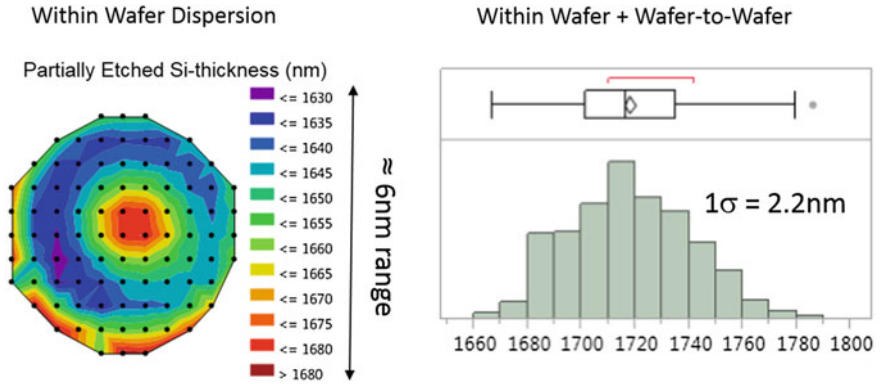 Within Wafer Dispersion
Partially Etched Si-thickness (nm)
<= 1630
<= 1635
<= 1640
<= 1645
<= 1650
<= 1655
<= 1660
<= 1665
<= 1670
<= 1675
<= 1680
> 1680
≈ 6nm range
Within Wafer + Wafer-to-Wafer
1σ = 2.2nm
1660 1680 1700 1720 1740 1760 1780 1800